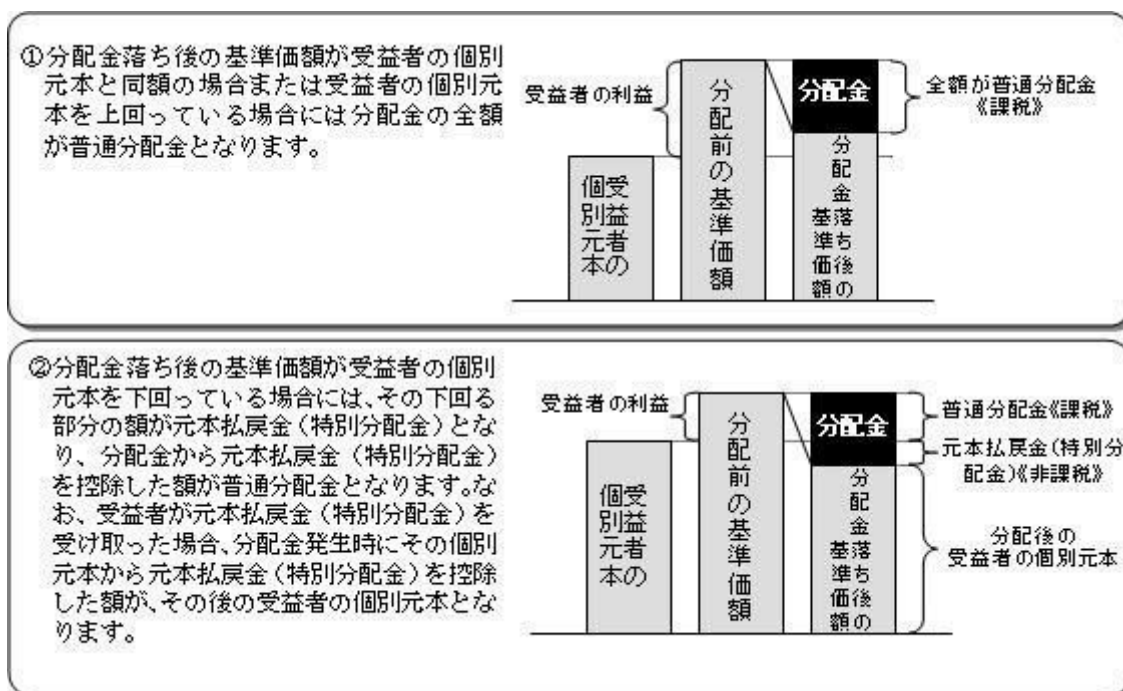 ①分配金落ち後の基準価額が受益者の個別
元本と同額の場合または受益者の個別元
本を上回っている場合には分配金の全額
が普通分配金となります。
受益者の利益
受益者の
個別元本
分配前の基準価額
分配金
分配金落ち後の
基準価額
全額が普通分配金
《課税》
②分配金落ち後の基準価額が受益者の個別
元本を下回っている場合には、その下回る
部分の額が元本払戻金(特別分配金)とな
り、分配金から元本払戻金(特別分配金)
を控除した額が普通分配金となります。な
お、受益者が元本払戻金(特別分配金)を
受け取った場合、分配金発生時にその個別
元本から元本払戻金(特別分配金)を控除
した額が、その後の受益者の個別元本とな
ります。
受益者の利益
受益者の
個別元本
分配前の基準価額
分配金
分配金落ち後の
基準価額
普通分配金《課税》
元本払戻金(特別分
配金)《非課税》
分配後の
受益者の個別元本